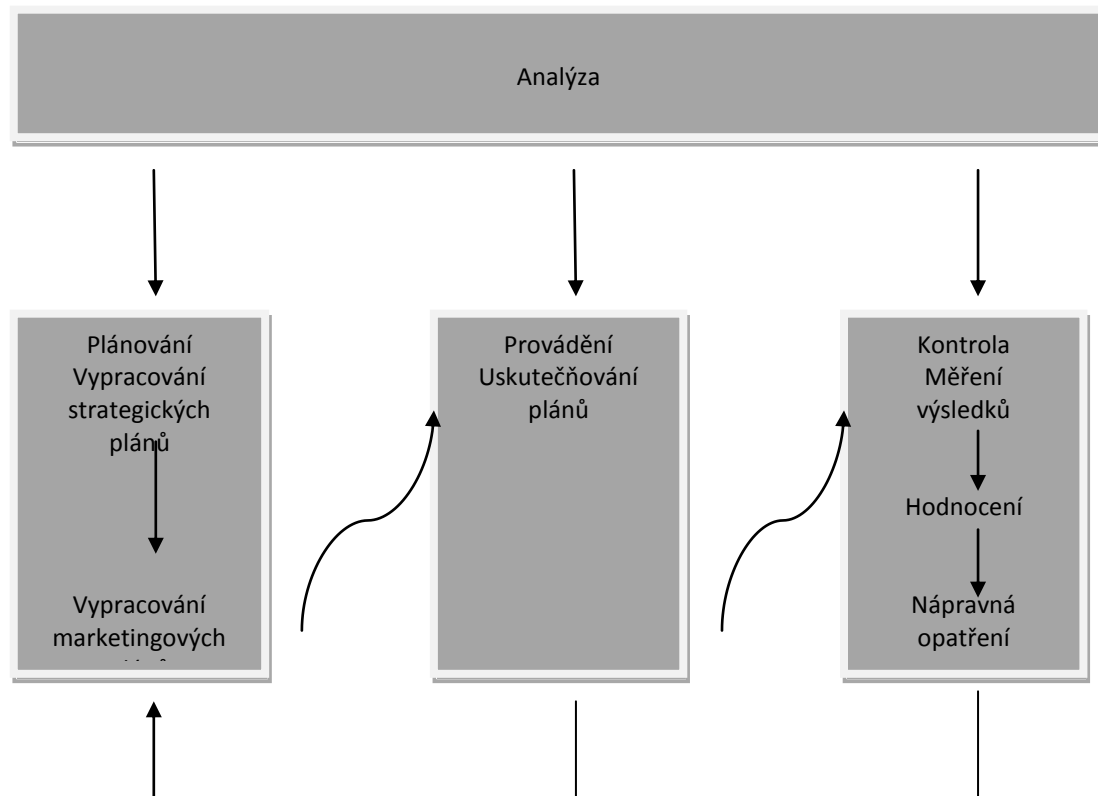 Analýza
Plánování
Vypracování
strategických
plánů
Vypracování
marketingových
Provádění
Uskutečňování
plánů
Kontrola
Měření
výsledků
Hodnocení
Nápravná
opatření